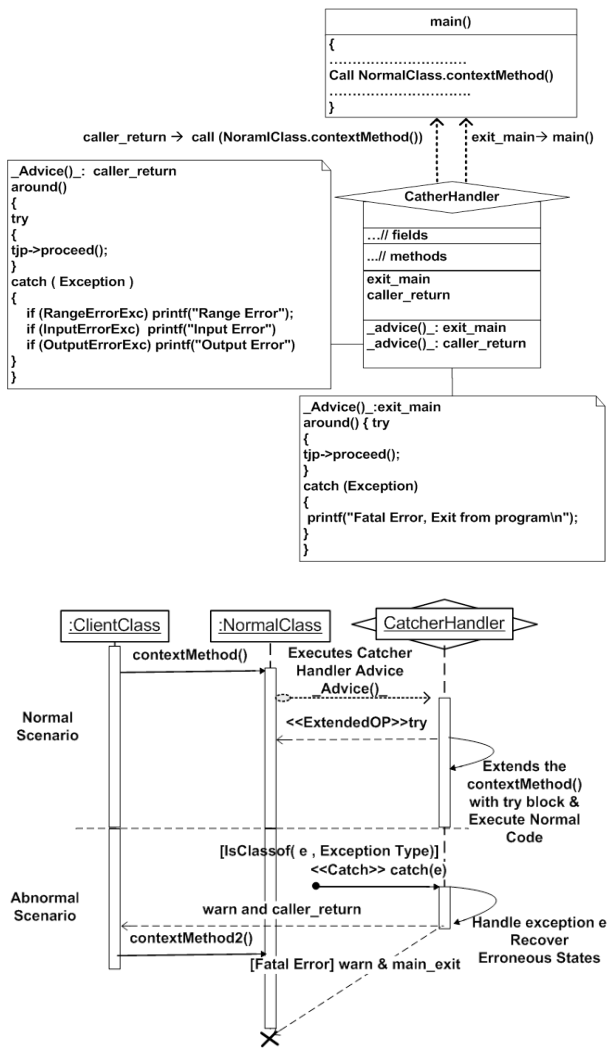 main()
{
.............................
Call NormalClass.contextMethod()
..............................
}
caller_return → call (NoramlClass.contextMethod())
exit_main→ main()
_Advice()_: caller_return
around()
{
try
{
tjp->proceed();
}
catch ( Exception )
{
if (RangeErrorExc) printf("Range Error");
if (InputErrorExc) printf("Input Error")
if (OutputErrorExc) printf("Output Error")
}
}
CatherHandler
...// fields
...// methods
exit_main
caller_return
_advice()_: exit_main
_advice()_: caller_return
_Advice()_:exit_main
around() { try
{
tjp->proceed();
}
catch (Exception)
{
printf("Fatal Error, Exit from program\n");
}
}
:ClientClass
:NormalClass
CatcherHandler
contextMethod()
Executes Catcher
Handler Advice
_Advice()_
Normal
Scenario
<<ExtendedOP>>try
Extends the
contextMethod()
with try block &
Execute Normal
Code
[IsClassof( e , Exception Type)]
<<Catch>> catch(e)
Abnormal
Scenario
warn and caller_return
Handle exception e
Recover
Erroneous States
contextMethod2()
[Fatal Error] warn & main_exit